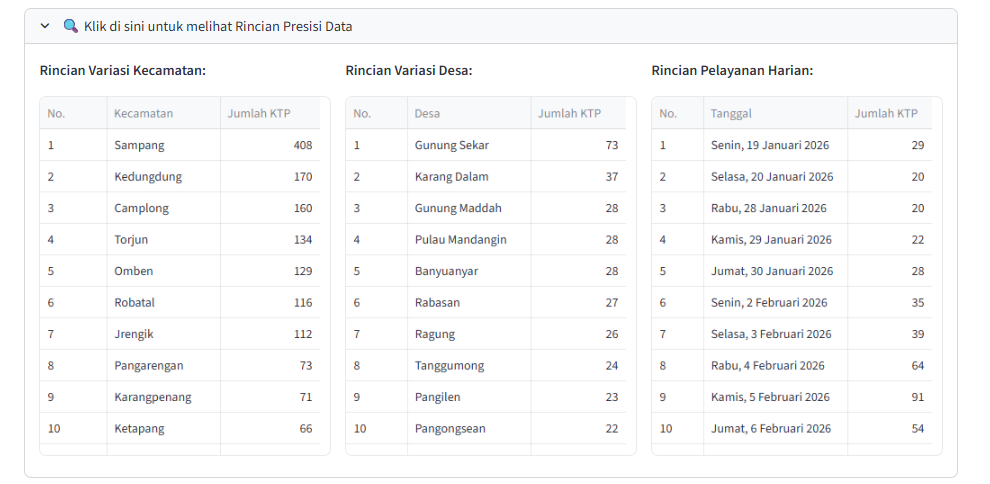 Klik di sini untuk melihat Rincian Presisi Data
Rincian Variasi Kecamatan:
No. Kecamatan Jumlah KTP
1 Sampang 408
2 Kedungdung 170
3 Camplong 160
4 Torjun 134
5 Omben 129
6 Robatal 116
7 Jrengik 112
8 Pangarengan 73
9 Karangpenang 71
10 Ketapang 66
Rincian Variasi Desa:
No. Desa Jumlah KTP
1 Gunung Sekar 73
2 Karang Dalam 37
3 Gunung Maddah 28
4 Pulau Mandangin 28
5 Banyuanyar 28
6 Rabasan 27
7 Ragung 26
8 Tanggumong 24
9 Pangilen 23
10 Pangongsean 22
Rincian Pelayanan Harian:
No. Tanggal Jumlah KTP
1 Senin, 19 Januari 2026 29
2 Selasa, 20 Januari 2026 20
3 Rabu, 28 Januari 2026 20
4 Kamis, 29 Januari 2026 22
5 Jumat, 30 Januari 2026 28
6 Senin, 2 Februari 2026 35
7 Selasa, 3 Februari 2026 39
8 Rabu, 4 Februari 2026 64
9 Kamis, 5 Februari 2026 91
10 Jumat, 6 Februari 2026 54